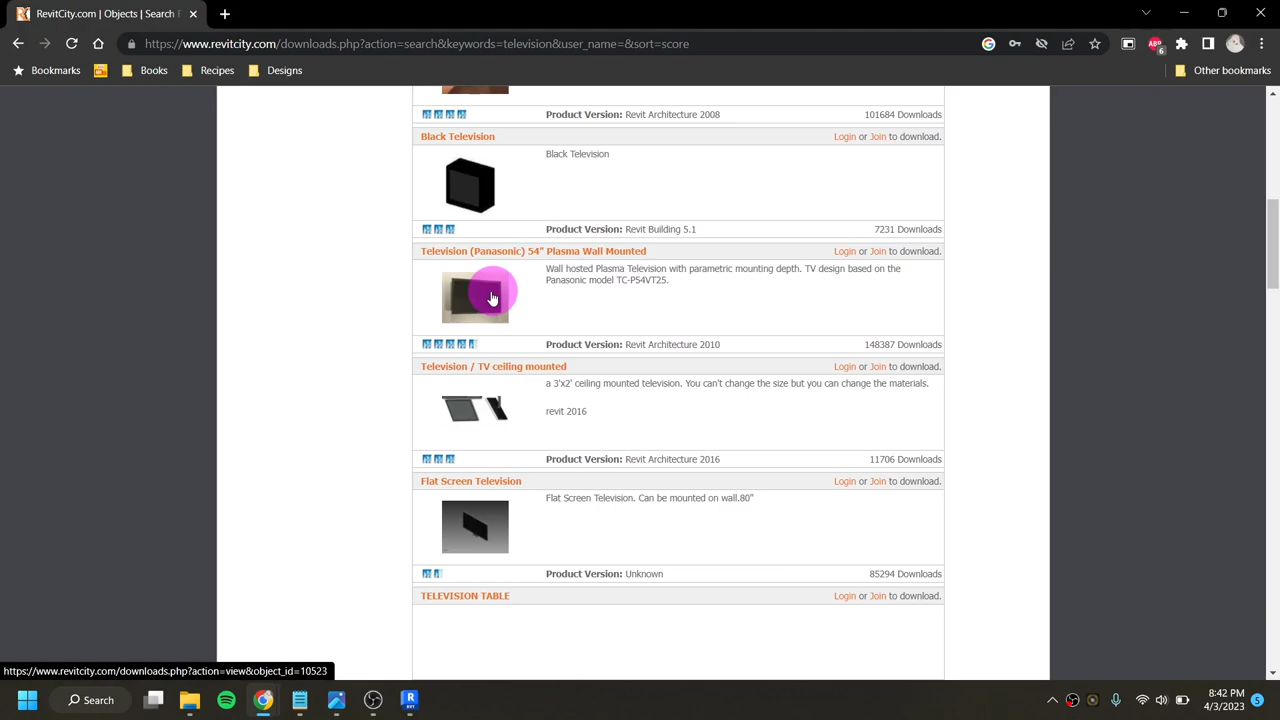 RevitCity.com | Objects | Search R
https://www.revitcity.com/downloads.php?action=search&keywords=television&user_name=&sort=score
6
Bookmarks
Books
Recipes
Designs
Other bookmarks
Product Version: Revit Architecture 2008
101684 Downloads
Black Television
Login or Join to download.
Black Television
Product Version: Revit Building 5.1
7231 Downloads
Television (Panasonic) 54" Plasma Wall Mounted
Login or Join to download.
Wall hosted Plasma Television with parametric mounting depth. TV design based on the
Panasonic model TC-P54VT25.
Product Version: Revit Architecture 2010
148387 Downloads
Television / TV ceiling mounted
Login or Join to download.
a 3'x2' ceiling mounted television. You can't change the size but you can change the materials.
revit 2016
Product Version: Revit Architecture 2016
11706 Downloads
Flat Screen Television
Login or Join to download.
Flat Screen Television. Can be mounted on wall.80"
Product Version: Unknown
85294 Downloads
TELEVISION TABLE
Login or Join to download.
https://www.revitcity.com/downloads.php?action=view&object_id=10523
Search
8:42 PM
4/3/2023
5